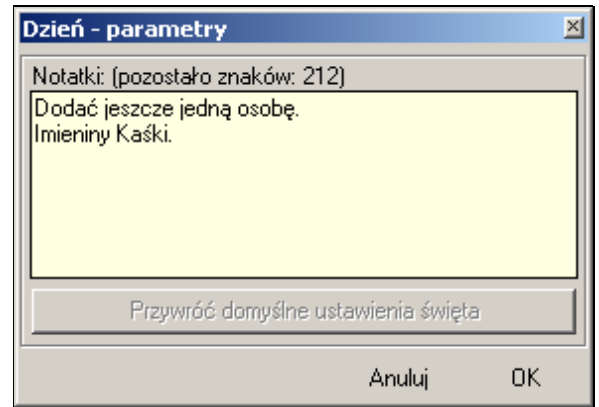 Dzień - parametry
Notatki: (pozostało znaków: 212)
Dodać jeszcze jedną osobę.
Imieniny Kaśki.
Przywróć domyślne ustawienia święta
Anuluj OK